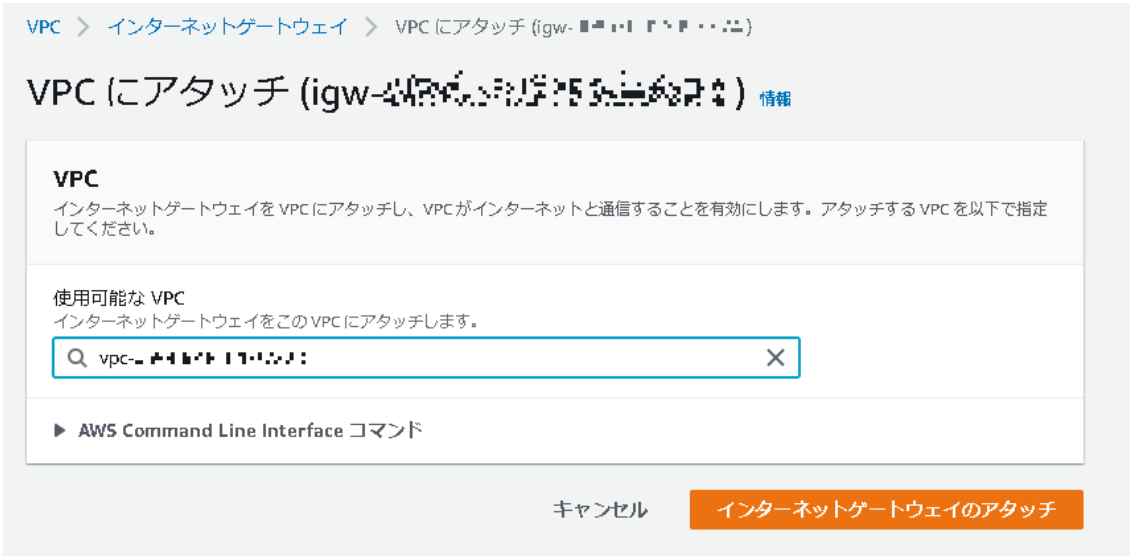 VPC > インターネットゲートウェイ > VPC にアタッチ (igw- )
VPC にアタッチ (igw- ) 情報
VPC
インターネットゲートウェイを VPC にアタッチし、VPC がインターネットと通信することを有効にします。アタッチする VPC を以下で指定
してください。
使用可能な VPC
インターネットゲートウェイをこの VPC にアタッチします。
vpc-
AWS Command Line Interface コマンド
キャンセル インターネットゲートウェイのアタッチ